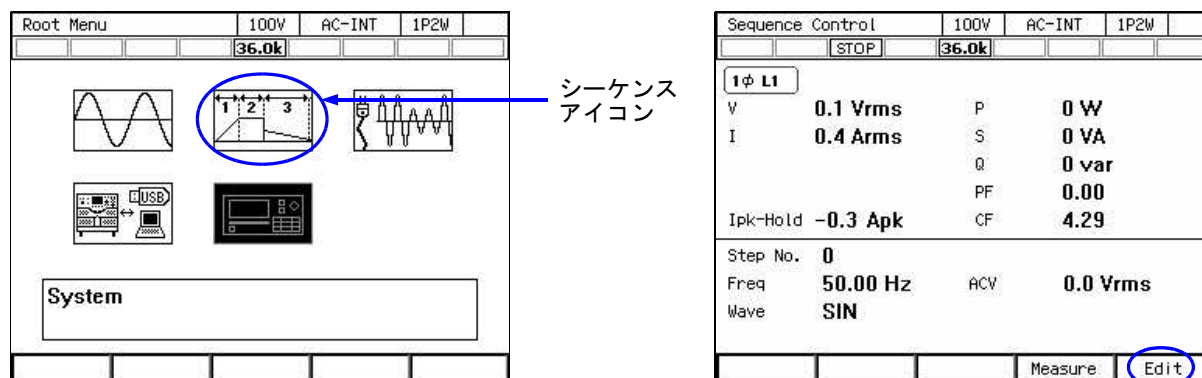 Root Menu 100V AC-INT 1P2W
36.0k
1 2 3
シーケンス
アイコン
USB
System
Sequence Control 100V AC-INT 1P2W
STOP 36.0k
1φ L1
V 0.1 Vrms P 0 W
I 0.4 Arms S 0 VA
Q 0 var
PF 0.00
Ipk-Hold -0.3 Apk CF 4.29
Step No. 0
Freq 50.00 Hz ACV 0.0 Vrms
Wave SIN
Measure Edit